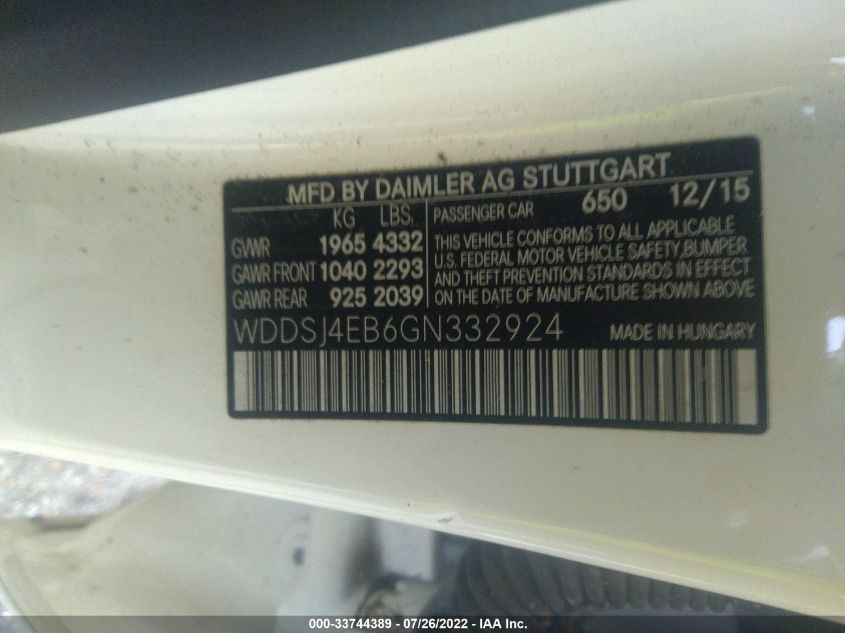 MFD BY DAIMLER AG STUTTGART
KG LBS. PASSENGER CAR 650 12/15
GVWR 1965 4332 THIS VEHICLE CONFORMS TO ALL APPLICABLE
U.S. FEDERAL MOTOR VEHICLE SAFETY, BUMPER
GAWR FRONT 1040 2293 AND THEFT PREVENTION STANDARDS IN EFFECT
GAWR REAR 925 2039 ON THE DATE OF MANUFACTURE SHOWN ABOVE
WDDSJ4EB6GN332924 MADE IN HUNGARY
000-33744389 - 07/26/2022 - IAA Inc.